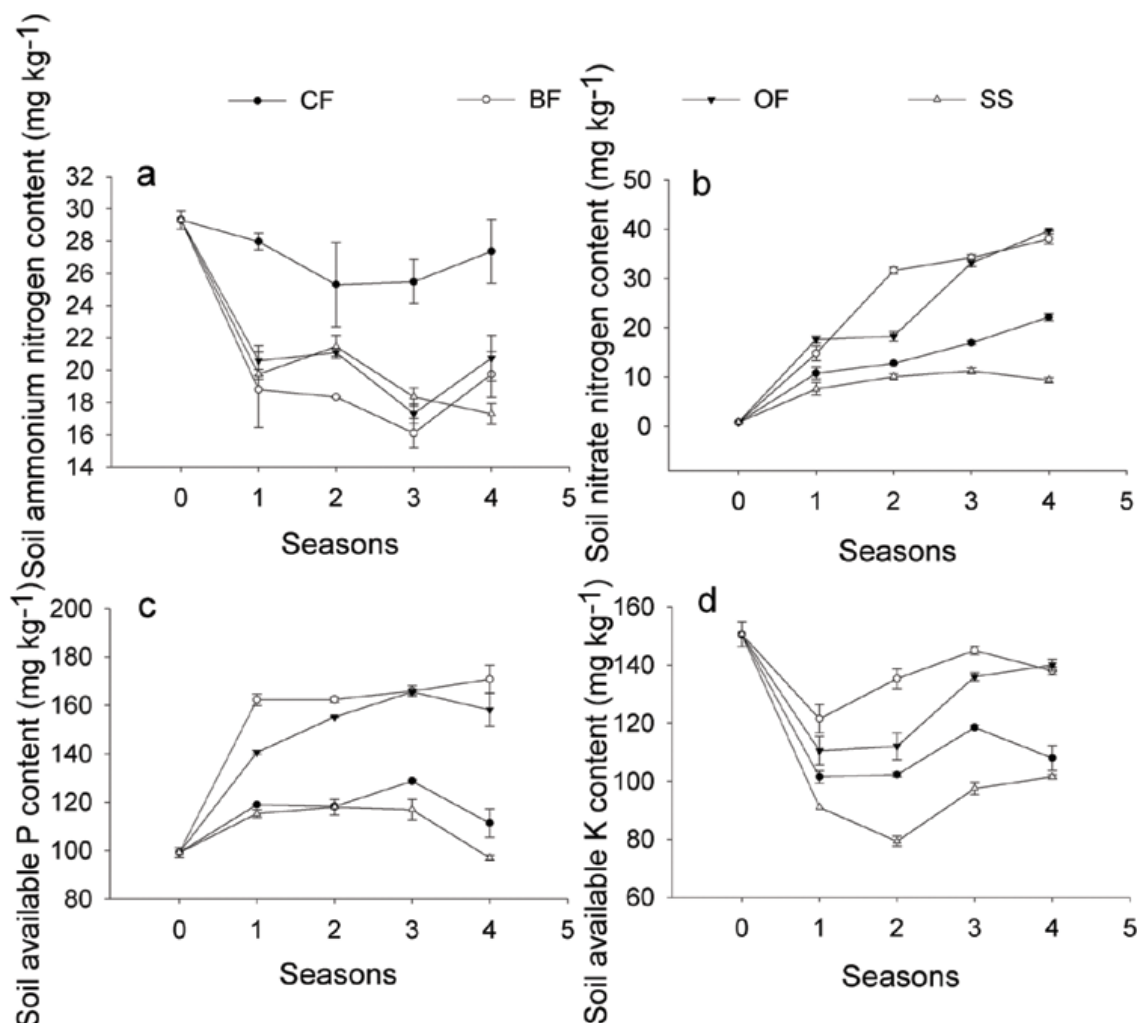 CF BF OF SS
a
Soil ammonium nitrogen content (mg kg-1)
32
30
28
26
24
22
20
18
16
14
0 1 2 3 4 5
Seasons
b
Soil nitrate nitrogen content (mg kg-1)
50
40
30
20
10
0
0 1 2 3 4 5
Seasons
c
Soil available P content (mg kg-1)
200
180
160
140
120
100
80
0 1 2 3 4 5
Seasons
d
Soil available K content (mg kg-1)
160
140
120
100
80
60
0 1 2 3 4 5
Seasons